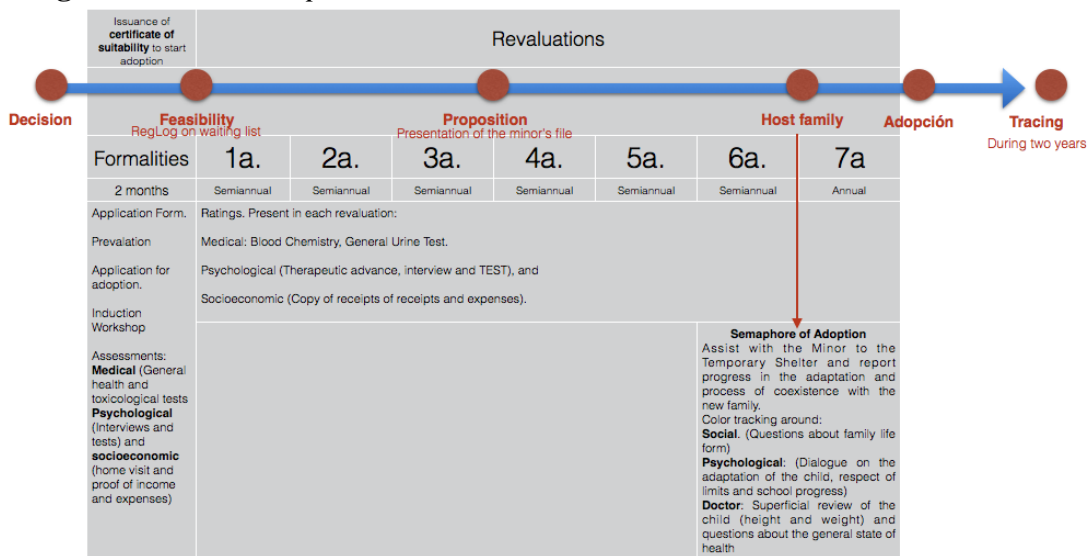 Issuance of
certificate of
suitability to start
adoption
Revaluations
Decision
Feasibility
RegLog on waiting list
Proposition
Presentation of the minor's file
Host family
Adopción
Tracing
During two years
Formalities
1a.
2a.
3a.
4a.
5a.
6a.
7a
2 months
Semiannual
Semiannual
Semiannual
Semiannual
Semiannual
Semiannual
Annual
Application Form.
Prevalation
Application for
adoption.
Induction
Workshop
Assessments:
Medical (General
health and
toxicological tests
Psychological
(Interviews and
tests) and
socioeconomic
(home visit and
proof of income
and expenses)
Ratings. Present in each revaluation:
Medical: Blood Chemistry, General Urine Test.
Psychological (Therapeutic advance, interview and TEST), and
Socioeconomic (Copy of receipts of receipts and expenses).
Semaphore of Adoption
Assist with the Minor to the
Temporary Shelter and report
progress in the adaptation and
process of coexistence with the
new family.
Color tracking around:
Social. (Questions about family life
form)
Psychological: (Dialogue on the
adaptation of the child, respect of
limits and school progress)
Doctor: Superficial review of the
child (height and weight) and
questions about the general state of
health